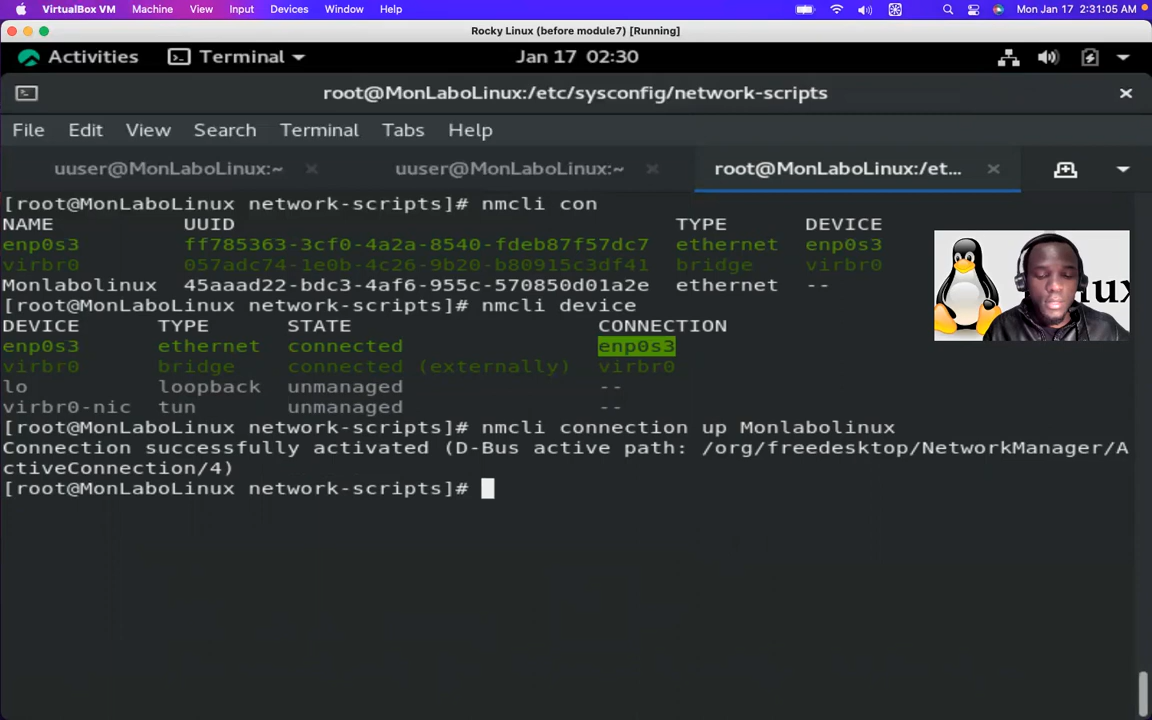 VirtualBox VM Machine View Input Devices Window Help Mon Jan 17 2:31:05 AM
Rocky Linux (before module7) [Running]
Activities Terminal Jan 17 02:30
root@MonLaboLinux:/etc/sysconfig/network-scripts
File Edit View Search Terminal Tabs Help
uuser@MonLaboLinux:~ uuser@MonLaboLinux:~ root@MonLaboLinux:/et...
[root@MonLaboLinux network-scripts]# nmcli con
NAME UUID TYPE DEVICE
enp0s3 ff785363-3cf0-4a2a-8540-fdeb87f57dc7 ethernet enp0s3
virbr0 057adc74-1e0b-4c26-9b20-b80915c3df41 bridge virbr0
Monlabolinux 45aaad22-bdc3-4af6-955c-570850d01a2e ethernet --
[root@MonLaboLinux network-scripts]# nmcli device
DEVICE TYPE STATE CONNECTION
enp0s3 ethernet connected enp0s3
virbr0 bridge connected (externally) virbr0
lo loopback unmanaged --
virbr0-nic tun unmanaged --
[root@MonLaboLinux network-scripts]# nmcli connection up Monlabolinux
Connection successfully activated (D-Bus active path: /org/freedesktop/NetworkManager/A
ctiveConnection/4)
[root@MonLaboLinux network-scripts]#